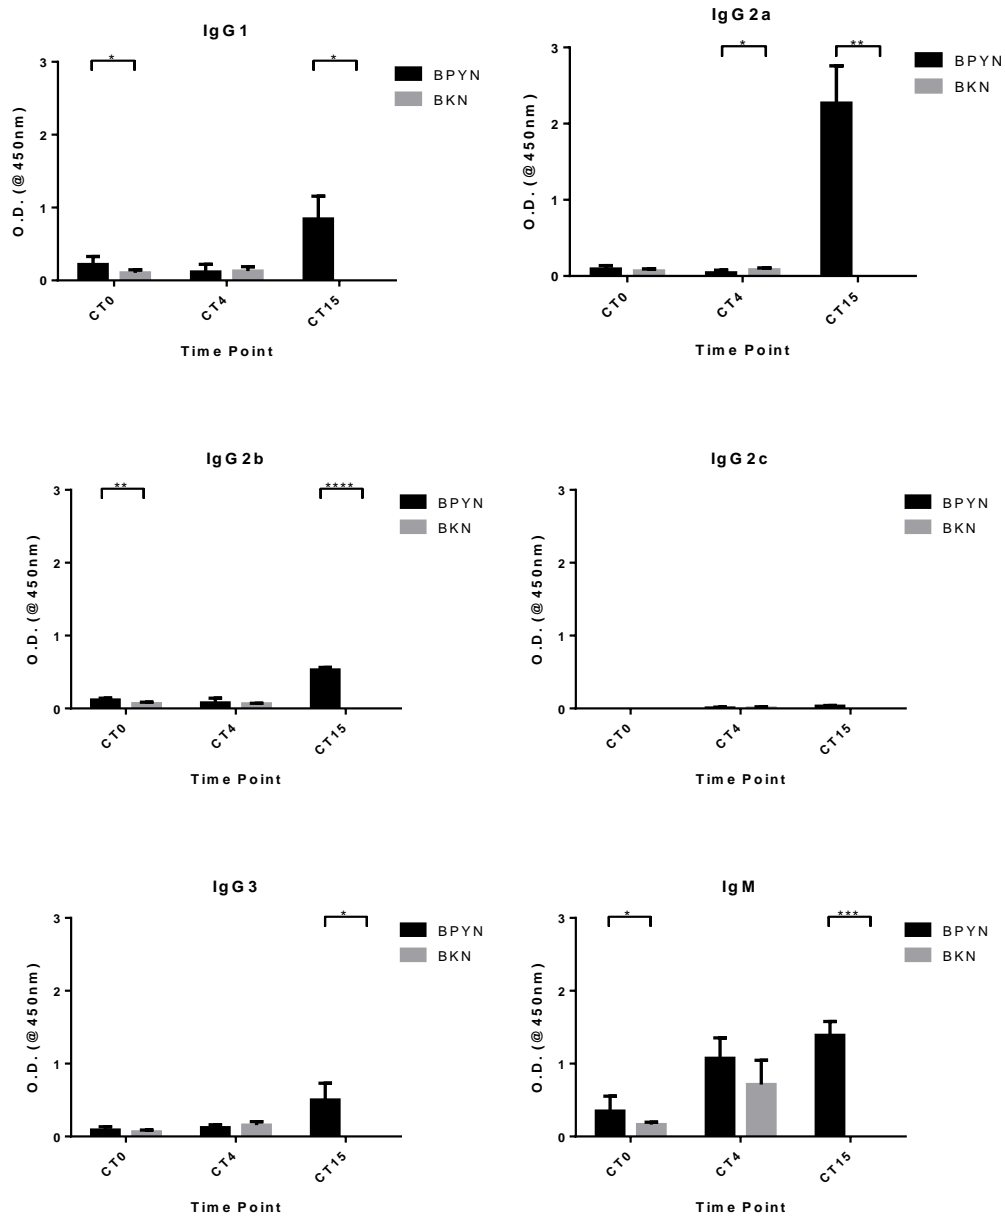 IgG1
*
*
3
2
1
0
O.D. (@450nm)
CT0
CT4
CT15
Time Point
BPYN
BKN
IgG2a
*
**
3
2
1
0
O.D. (@450nm)
CT0
CT4
CT15
Time Point
BPYN
BKN
IgG2b
**
****
3
2
1
0
O.D. (@450nm)
CT0
CT4
CT15
Time Point
BPYN
BKN
IgG2c
3
2
1
0
O.D. (@450nm)
CT0
CT4
CT15
Time Point
BPYN
BKN
IgG3
*
3
2
1
0
O.D. (@450nm)
CT0
CT4
CT15
Time Point
BPYN
BKN
IgM
*
***
3
2
1
0
O.D. (@450nm)
CT0
CT4
CT15
Time Point
BPYN
BKN